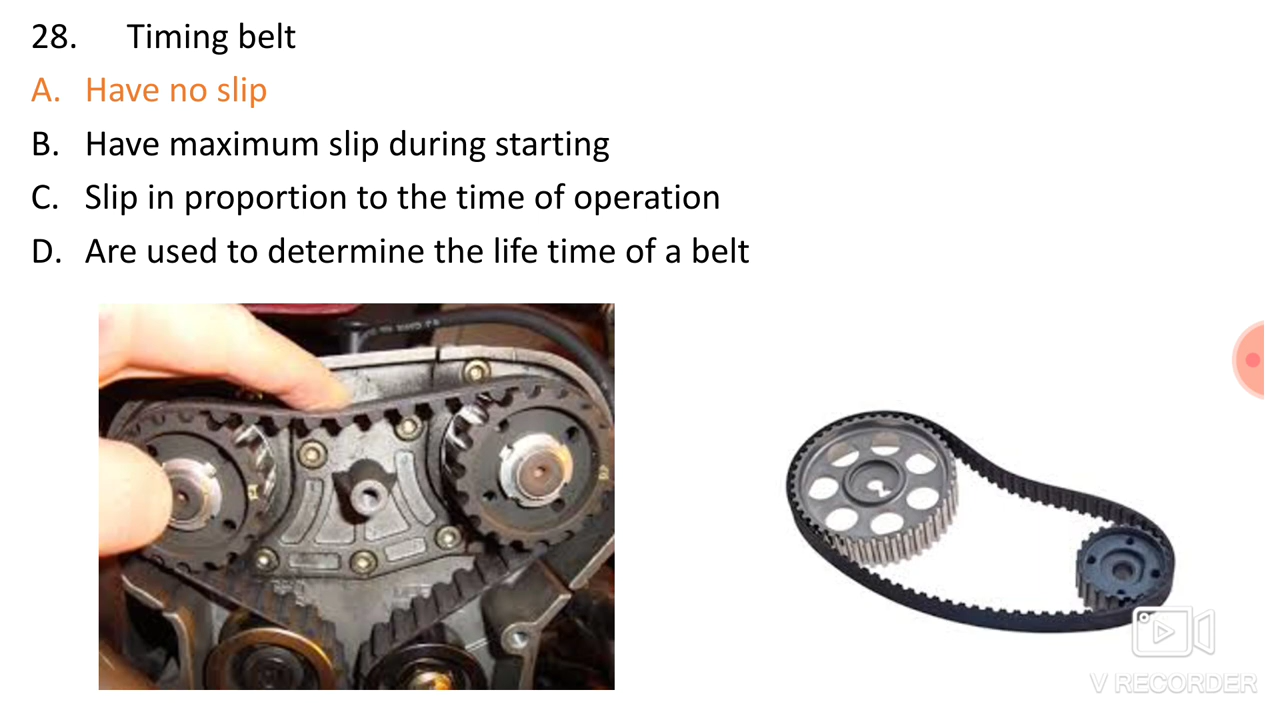 28. Timing belt
A. Have no slip
B. Have maximum slip during starting
C. Slip in proportion to the time of operation
D. Are used to determine the life time of a belt
V RECORDER